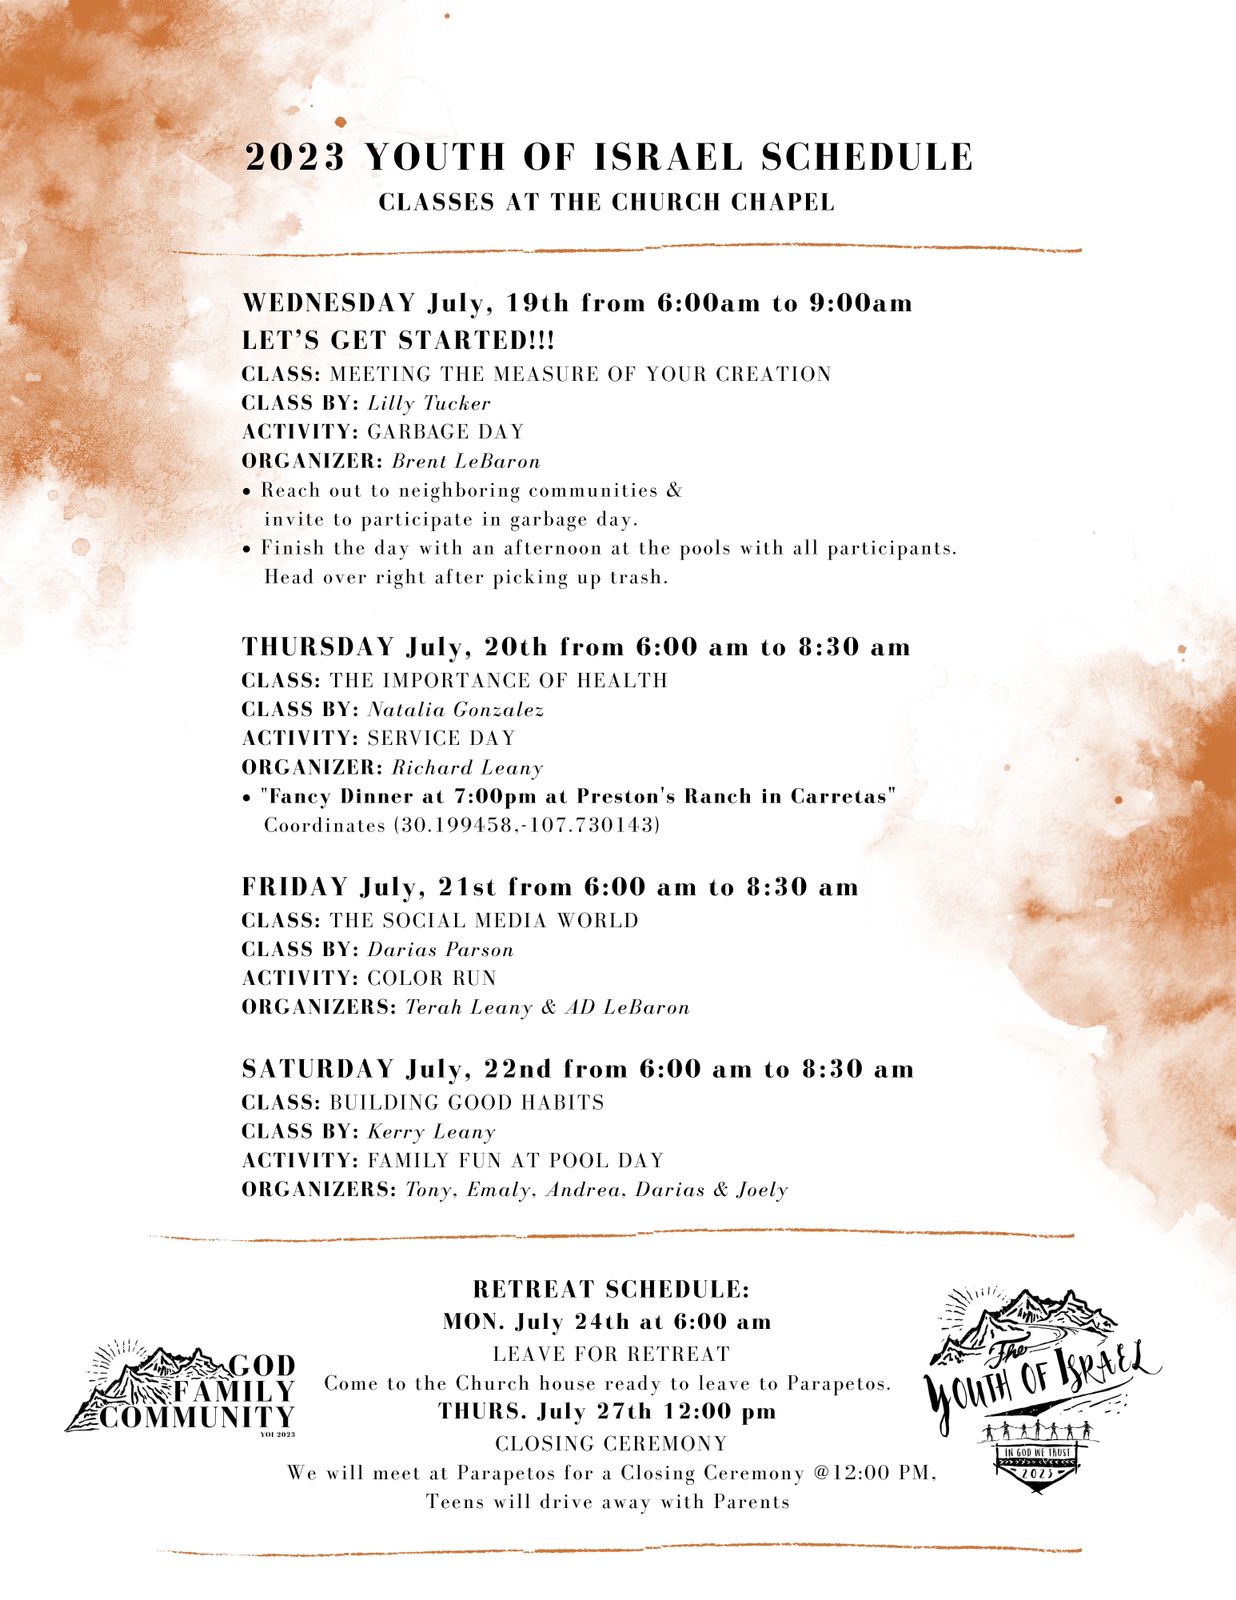 2023 YOUTH OF ISRAEL SCHEDULE
CLASSES AT THE CHURCH CHAPEL
WEDNESDAY July, 19th from 6:00am to 9:00am
LET'S GET STARTED!!!
CLASS: MEETING THE MEASURE OF YOUR CREATION
CLASS BY: Lilly Tucker
ACTIVITY: GARBAGE DAY
ORGANIZER: Brent LeBaron
• Reach out to neighboring communities &
invite to participate in garbage day.
• Finish the day with an afternoon at the pools with all participants.
Head over right after picking up trash.
THURSDAY July, 20th from 6:00 am to 8:30 am
CLASS: THE IMPORTANCE OF HEALTH
CLASS BY: Natalia Gonzalez
ACTIVITY: SERVICE DAY
ORGANIZER: Richard Leany
• "Fancy Dinner at 7:00pm at Preston's Ranch in Carretas"
Coordinates (30.199458,-107.730143)
FRIDAY July, 21st from 6:00 am to 8:30 am
CLASS: THE SOCIAL MEDIA WORLD
CLASS BY: Darias Parson
ACTIVITY: COLOR RUN
ORGANIZERS: Terah Leany & AD LeBaron
SATURDAY July, 22nd from 6:00 am to 8:30 am
CLASS: BUILDING GOOD HABITS
CLASS BY: Kerry Leany
ACTIVITY: FAMILY FUN AT POOL DAY
ORGANIZERS: Tony, Emaly, Andrea, Darias & Joely
RETREAT SCHEDULE:
MON. July 24th at 6:00 am
LEAVE FOR RETREAT
Come to the Church house ready to leave to Parapetos.
THURS. July 27th 12:00 pm
CLOSING CEREMONY
We will meet at Parapetos for a Closing Ceremony @12:00 PM,
Teens will drive away with Parents
GOD
FAMILY
COMMUNITY
YOI 2023
The
YOUTH OF ISRAEL
IN GOD WE TRUST
2023